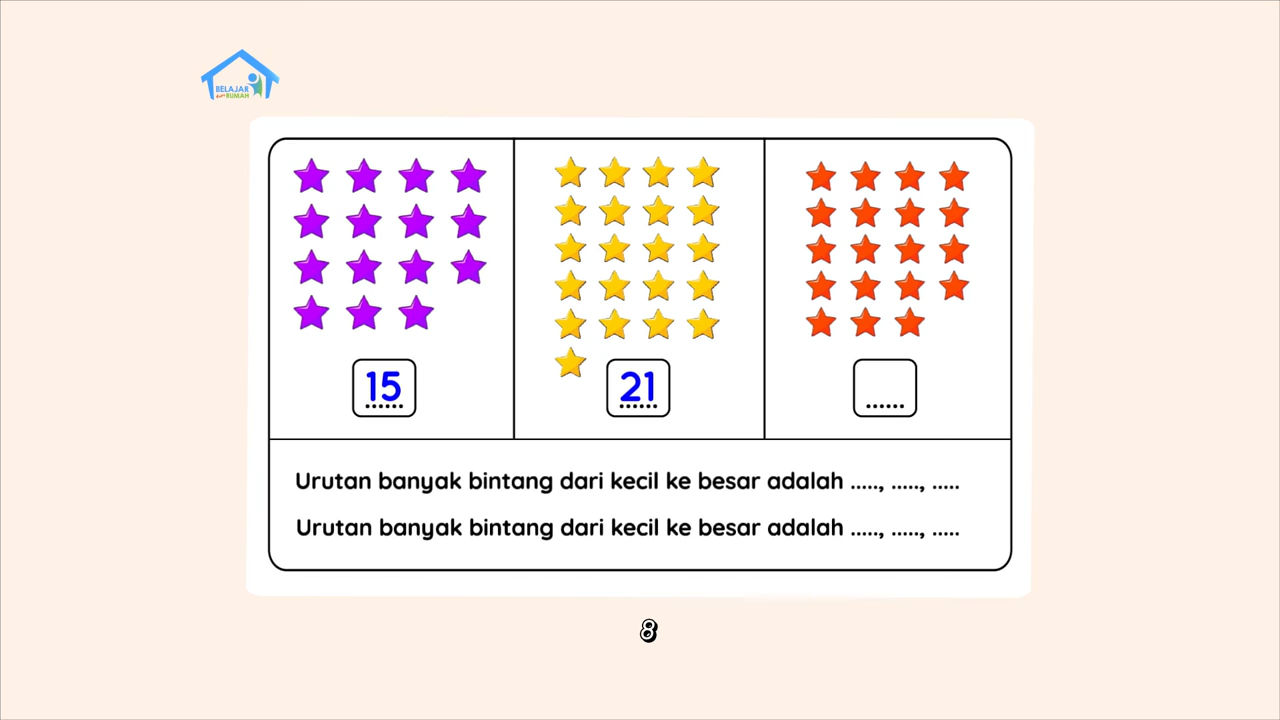 BELAJAR
dari RUMAH
15
21
......
Urutan banyak bintang dari kecil ke besar adalah ....., ....., .....
Urutan banyak bintang dari kecil ke besar adalah ....., ....., .....
8